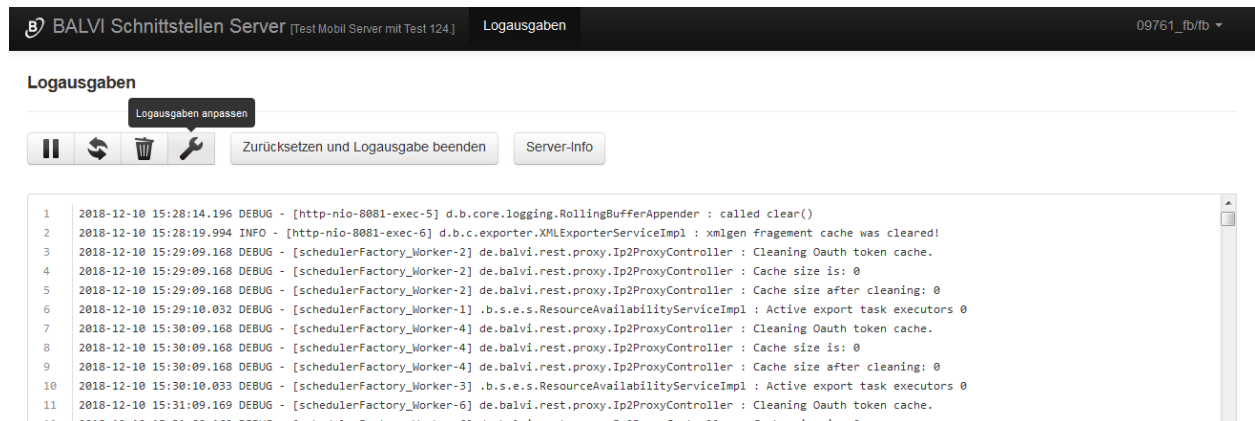 BALVI Schnittstellen Server [Test Mobil Server mit Test 124.] Logausgaben 09761_fb/fb
Logausgaben
Logausgaben anpassen
Zurücksetzen und Logausgabe beenden Server-Info
1 2018-12-10 15:28:14.196 DEBUG - [http-nio-8081-exec-5] d.b.core.logging.RollingBufferAppender : called clear()
2 2018-12-10 15:28:19.994 INFO - [http-nio-8081-exec-6] d.b.c.exporter.XMLExporterServiceImpl : xmlgen fragement cache was cleared!
3 2018-12-10 15:29:09.168 DEBUG - [schedulerFactory_Worker-2] de.balvi.rest.proxy.Ip2ProxyController : Cleaning Oauth token cache.
4 2018-12-10 15:29:09.168 DEBUG - [schedulerFactory_Worker-2] de.balvi.rest.proxy.Ip2ProxyController : Cache size is: 0
5 2018-12-10 15:29:09.168 DEBUG - [schedulerFactory_Worker-2] de.balvi.rest.proxy.Ip2ProxyController : Cache size after cleaning: 0
6 2018-12-10 15:29:10.032 DEBUG - [schedulerFactory_Worker-1] .b.s.e.s.ResourceAvailabilityServiceImpl : Active export task executors 0
7 2018-12-10 15:30:09.168 DEBUG - [schedulerFactory_Worker-4] de.balvi.rest.proxy.Ip2ProxyController : Cleaning Oauth token cache.
8 2018-12-10 15:30:09.168 DEBUG - [schedulerFactory_Worker-4] de.balvi.rest.proxy.Ip2ProxyController : Cache size is: 0
9 2018-12-10 15:30:09.168 DEBUG - [schedulerFactory_Worker-4] de.balvi.rest.proxy.Ip2ProxyController : Cache size after cleaning: 0
10 2018-12-10 15:30:10.033 DEBUG - [schedulerFactory_Worker-3] .b.s.e.s.ResourceAvailabilityServiceImpl : Active export task executors 0
11 2018-12-10 15:31:09.169 DEBUG - [schedulerFactory_Worker-6] de.balvi.rest.proxy.Ip2ProxyController : Cleaning Oauth token cache.